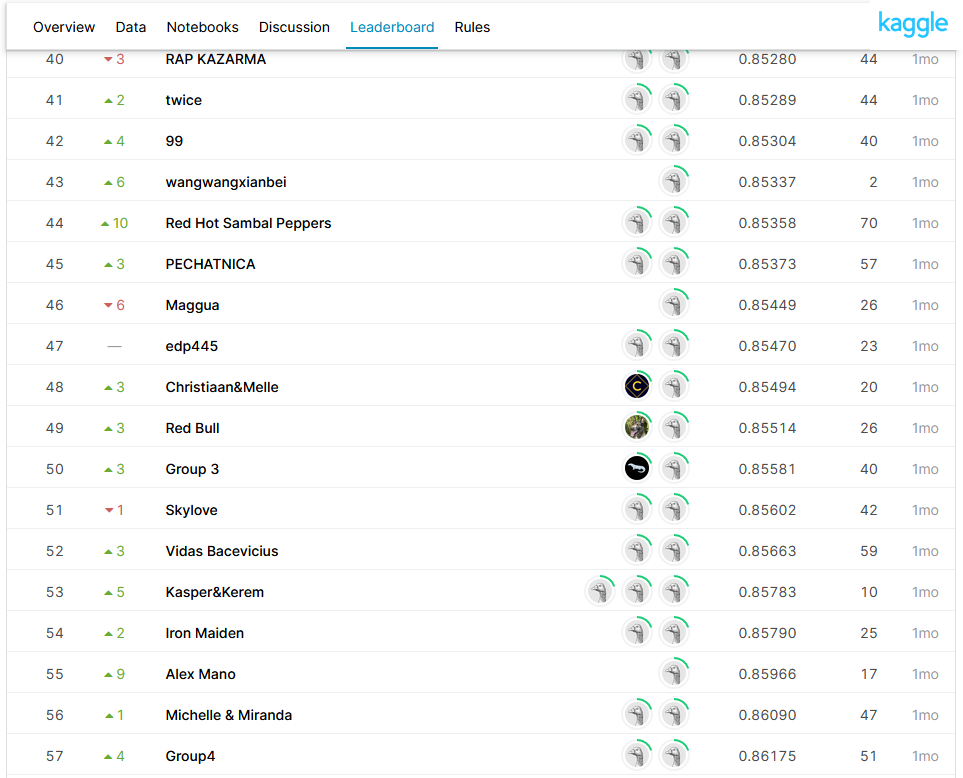 Overview Data Notebooks Discussion Leaderboard Rules kaggle
40 3 RAP KAZARMA 0.85280 44 1mo
41 2 twice 0.85289 44 1mo
42 4 99 0.85304 40 1mo
43 6 wangwangxianbei 0.85337 2 1mo
44 10 Red Hot Sambal Peppers 0.85358 70 1mo
45 3 PECHATNICA 0.85373 57 1mo
46 6 Maggua 0.85449 26 1mo
47 — edp445 0.85470 23 1mo
48 3 Christiaan&Melle C 0.85494 20 1mo
49 3 Red Bull 0.85514 26 1mo
50 3 Group 3 0.85581 40 1mo
51 1 Skylove 0.85602 42 1mo
52 3 Vidas Bacevicius 0.85663 59 1mo
53 5 Kasper&Kerem 0.85783 10 1mo
54 2 Iron Maiden 0.85790 25 1mo
55 9 Alex Mano 0.85966 17 1mo
56 1 Michelle & Miranda 0.86090 47 1mo
57 4 Group4 0.86175 51 1mo